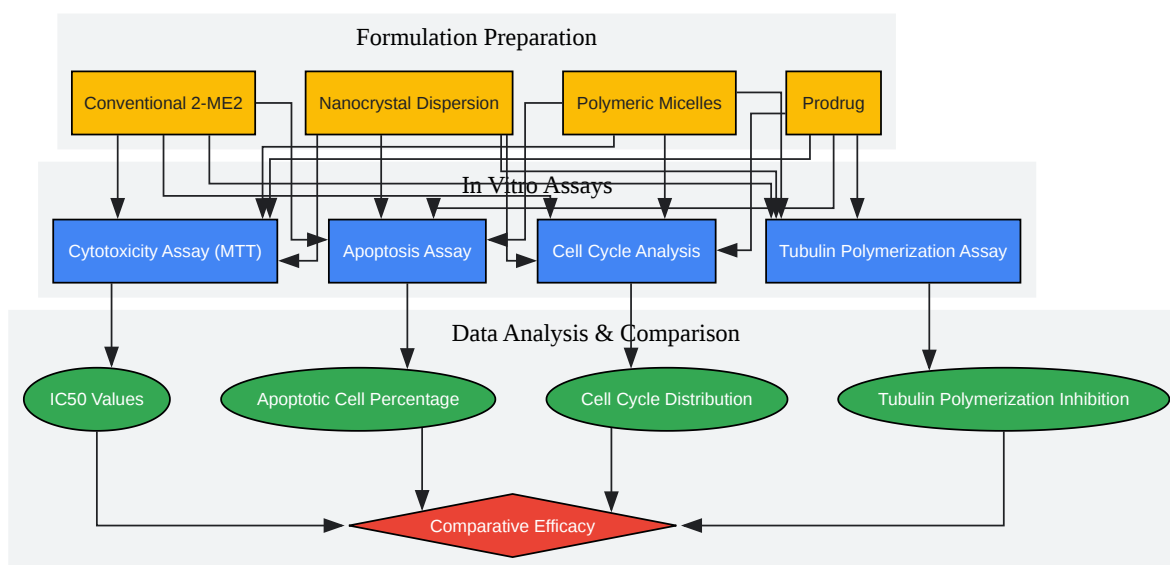 Formulation Preparation
Conventional 2-ME2
Nanocrystal Dispersion
Polymeric Micelles
Prodrug
In Vitro Assays
Cytotoxicity Assay (MTT)
Apoptosis Assay
Cell Cycle Analysis
Tubulin Polymerization Assay
Data Analysis & Comparison
IC50 Values
Apoptotic Cell Percentage
Cell Cycle Distribution
Tubulin Polymerization Inhibition
Comparative Efficacy